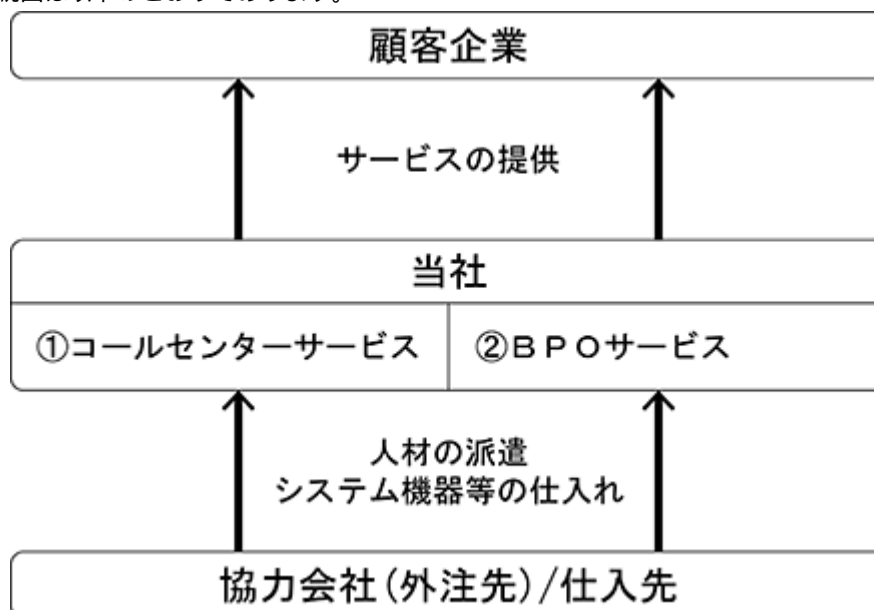 顧客企業
サービスの提供
当社
①コールセンターサービス
②ＢＰＯサービス
人材の派遣
システム機器等の仕入れ
協力会社(外注先)/仕入先